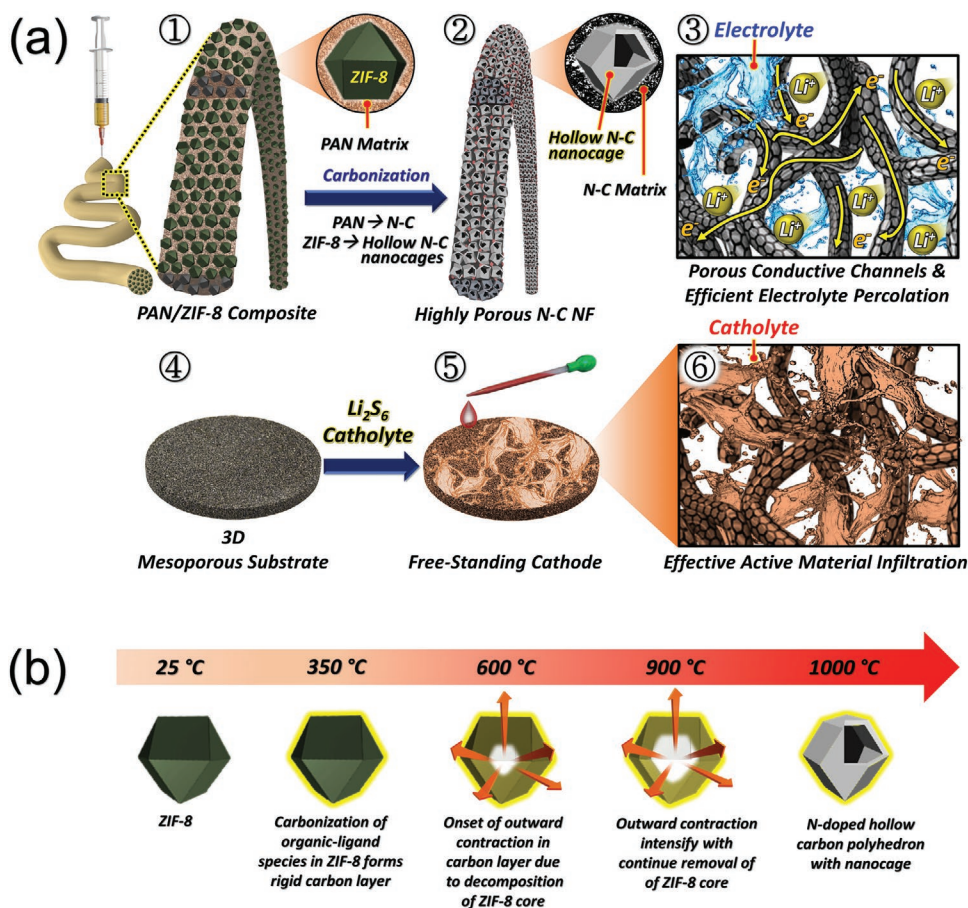 (a)
①
ZIF-8
PAN Matrix
Carbonization
PAN → N-C
ZIF-8 → Hollow N-C
nanocages
PAN/ZIF-8 Composite
②
Hollow N-C
nanocage
N-C Matrix
Highly Porous N-C NF
③
Electrolyte
Li⁺
e⁻
Li⁺
e⁻
e⁻
e⁻
Li⁺
Li⁺
Li⁺
e⁻
e⁻
Porous Conductive Channels &
Efficient Electrolyte Percolation
④
3D
Mesoporous Substrate
Li₂S₆
Catholyte
⑤
Free-Standing Cathode
Catholyte
⑥
Effective Active Material Infiltration
(b)
25 °C
350 °C
600 °C
900 °C
1000 °C
ZIF-8
Carbonization of
organic-ligand
species in ZIF-8 forms
rigid carbon layer
Onset of outward
contraction in
carbon layer due
to decomposition
of ZIF-8 core
Outward contraction
intensify with
continue removal of
of ZIF-8 core
N-doped hollow
carbon polyhedron
with nanocage